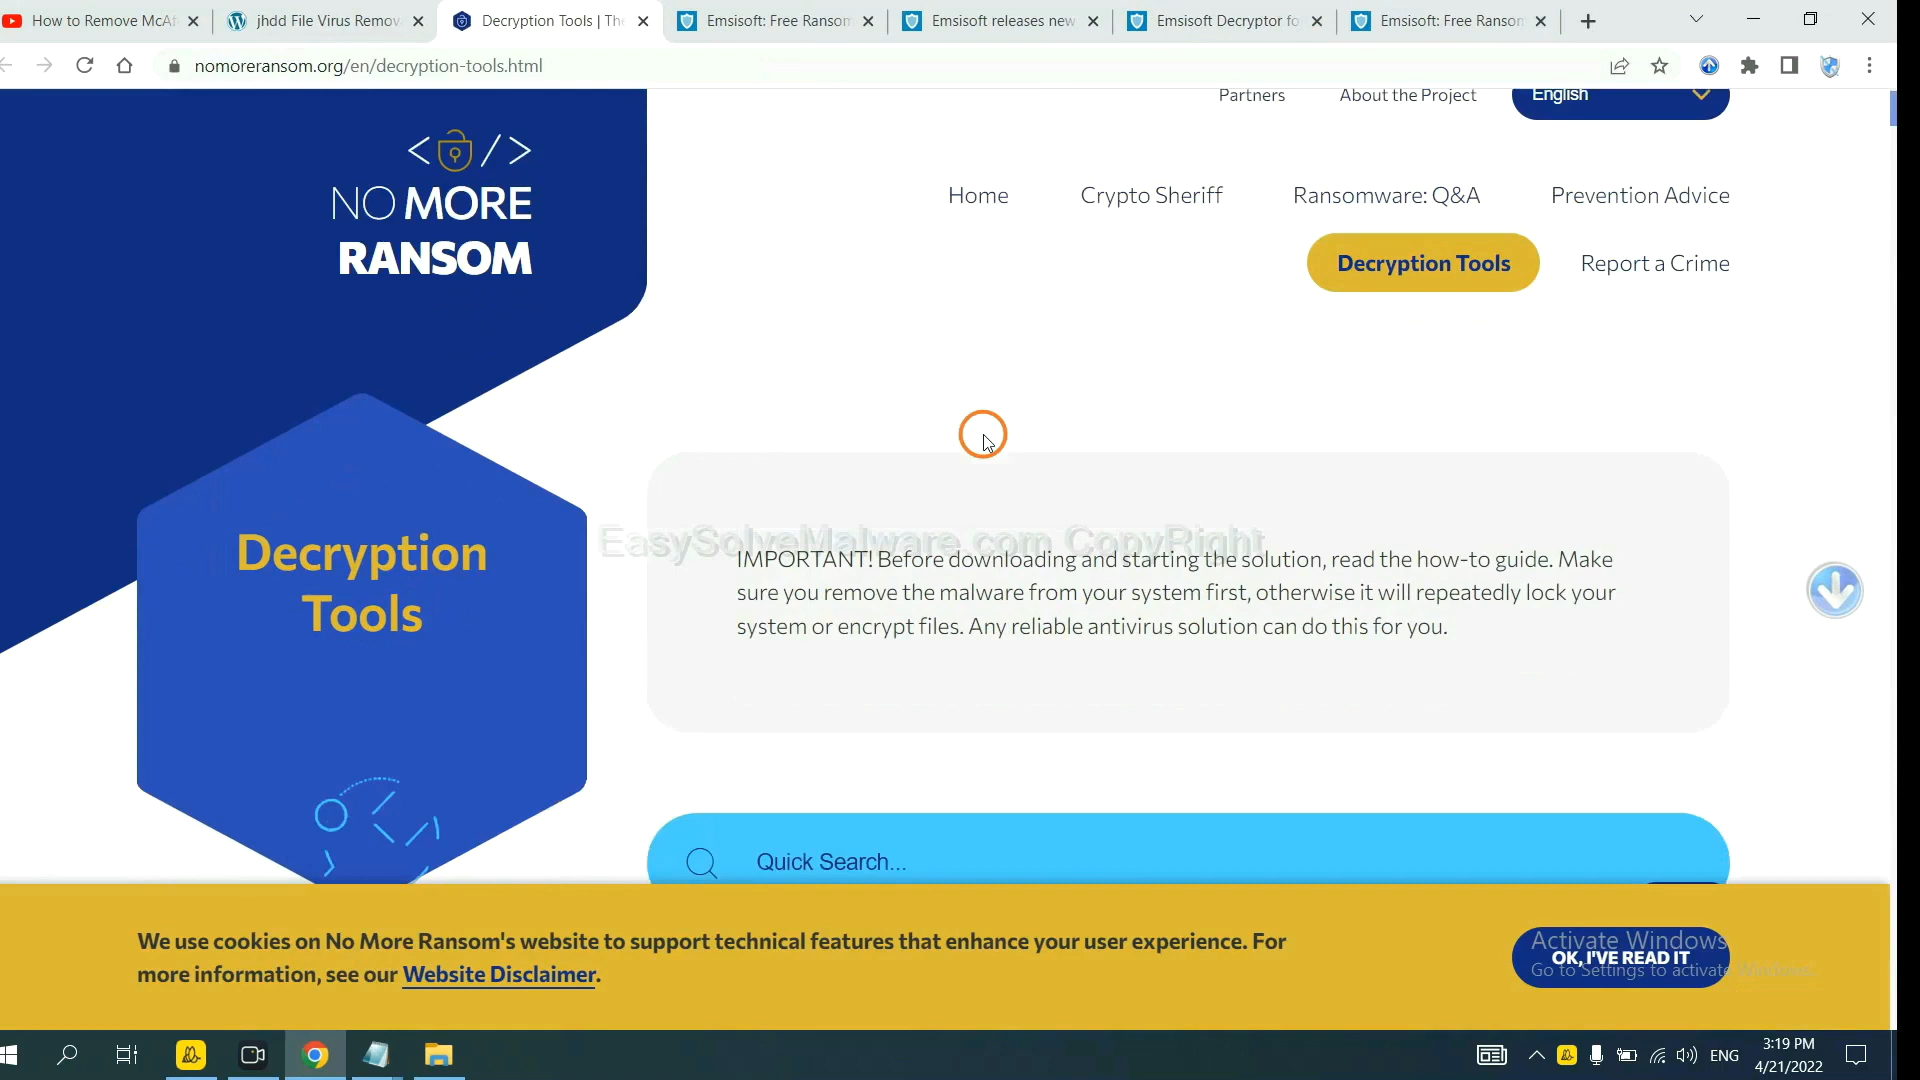 How to Remove McAf
jhdd File Virus Remov
Decryption Tools | The
Emsisoft: Free Ransom
Emsisoft releases new
Emsisoft Decryptor fo
Emsisoft: Free Ransom
nomoreransom.org/en/decryption-tools.html
Partners
About the Project
English
NO MORE
RANSOM
Home
Crypto Sheriff
Ransomware: Q&A
Prevention Advice
Decryption Tools
Report a Crime
Decryption
Tools
EasySolveMalware.com CopyRight
IMPORTANT! Before downloading and starting the solution, read the how-to guide. Make
sure you remove the malware from your system first, otherwise it will repeatedly lock your
system or encrypt files. Any reliable antivirus solution can do this for you.
Quick Search...
We use cookies on No More Ransom's website to support technical features that enhance your user experience. For
more information, see our Website Disclaimer.
Activate Windows
OK, I'VE READ IT
Go to Settings to activate Windows.
ENG
3:19 PM
4/21/2022